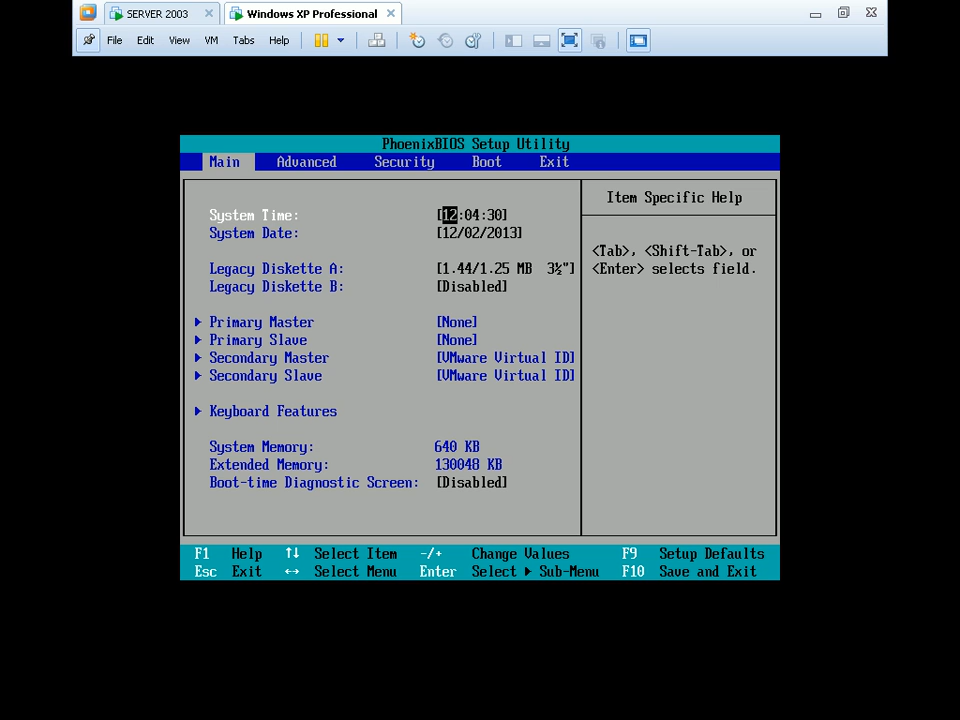 SERVER 2003 Windows XP Professional
File Edit View VM Tabs Help
PhoenixBIOS Setup Utility
Main Advanced Security Boot Exit
Item Specific Help
System Time: [12:04:30]
System Date: [12/02/2013]
<Tab>, <Shift-Tab>, or
<Enter> selects field.
Legacy Diskette A: [1.44/1.25 MB 3½"]
Legacy Diskette B: [Disabled]
Primary Master [None]
Primary Slave [None]
Secondary Master [VMware Virtual ID]
Secondary Slave [VMware Virtual ID]
Keyboard Features
System Memory: 640 KB
Extended Memory: 130048 KB
Boot-time Diagnostic Screen: [Disabled]
F1 Help ↑↓ Select Item -/+ Change Values F9 Setup Defaults
Esc Exit ↔ Select Menu Enter Select ▶ Sub-Menu F10 Save and Exit